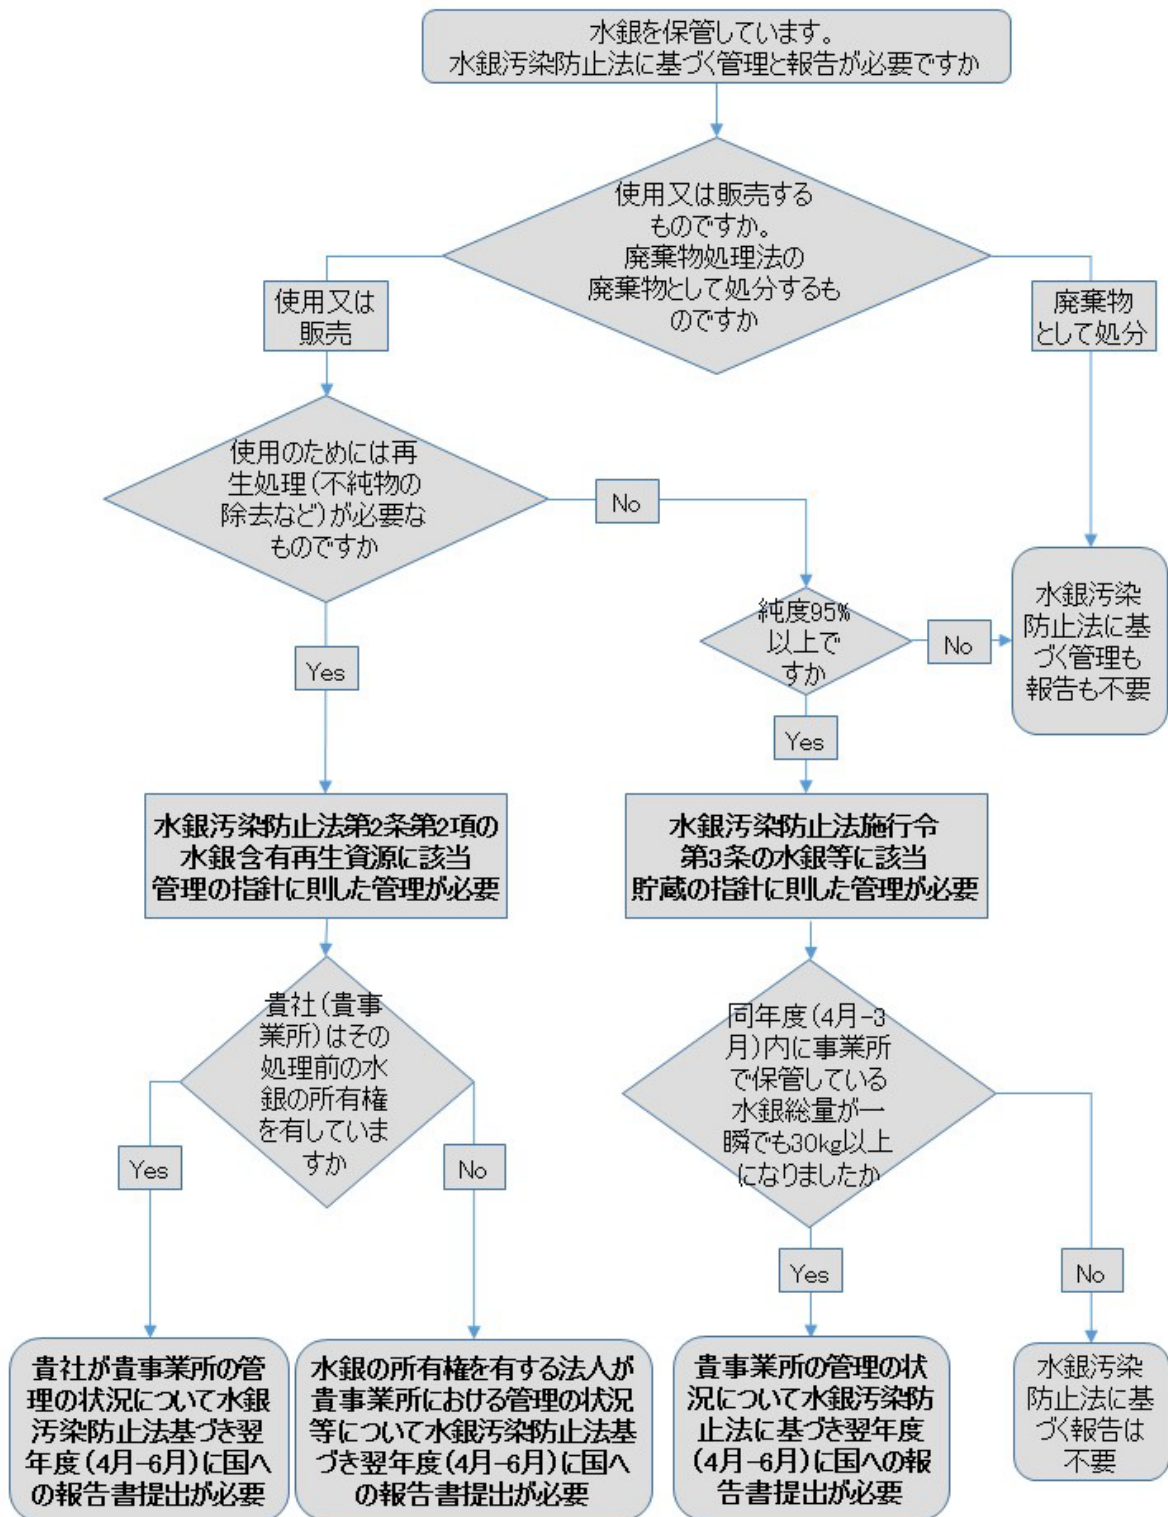 水銀を保管しています。
水銀汚染防止法に基づく管理と報告が必要ですか
使用又は販売する
ものですか。
廃棄物処理法の
廃棄物として処分するも
のですか
使用又は
販売
廃棄物
として処分
使用のためには再
生処理(不純物の
除去など)が必要な
ものですか
No
純度95%
以上で
すか
No
水銀汚染
防止法に基
づく管理も
報告も不要
Yes
Yes
水銀汚染防止法第2条第2項の
水銀含有再生資源に該当
管理の指針に則した管理が必要
水銀汚染防止法施行令
第3条の水銀等に該当
貯蔵の指針に則した管理が必要
貴社(貴事
業所)はその
処理前の水
銀の所有権
を有していま
すか
同年度(4月-3
月)内に事業所
で保管している
水銀総量が一
瞬でも30kg以上
になりましたか
Yes
No
Yes
No
貴社が貴事業所の管
理の状況について水銀
汚染防止法基づき翌
年度(4月-6月)に国へ
の報告書提出が必要
水銀の所有権を有する法人が
貴事業所における管理の状況
等について水銀汚染防止法基
づき翌年度(4月-6月)に国へ
の報告書提出が必要
貴事業所の管理の状
況について水銀汚染防
止法に基づき翌年度
(4月-6月)に国への報
告書提出が必要
水銀汚染
防止法に基
づく報告は
不要